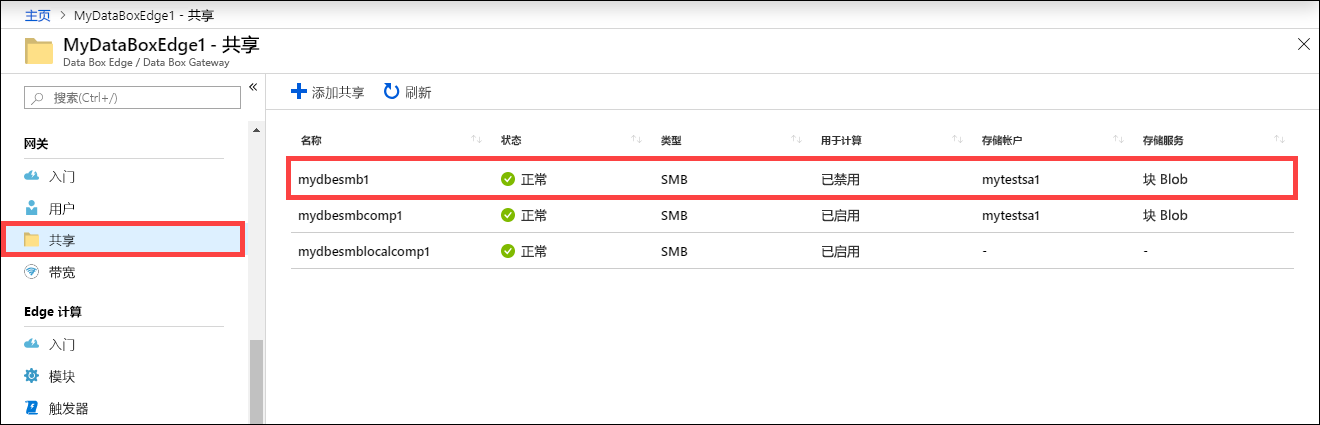 主页 > MyDataBoxEdge1 - 共享
MyDataBoxEdge1 - 共享
Data Box Edge / Data Box Gateway
搜索(Ctrl+/)
网关
入门
用户
共享
带宽
Edge 计算
入门
模块
触发器
添加共享 刷新
名称 状态 类型 用于计算 存储帐户 存储服务
mydbesmb1 正常 SMB 已禁用 mytestsa1 块 Blob
mydbesmbcomp1 正常 SMB 已启用 mytestsa1 块 Blob
mydbesmblocalcomp1 正常 SMB 已启用 - -